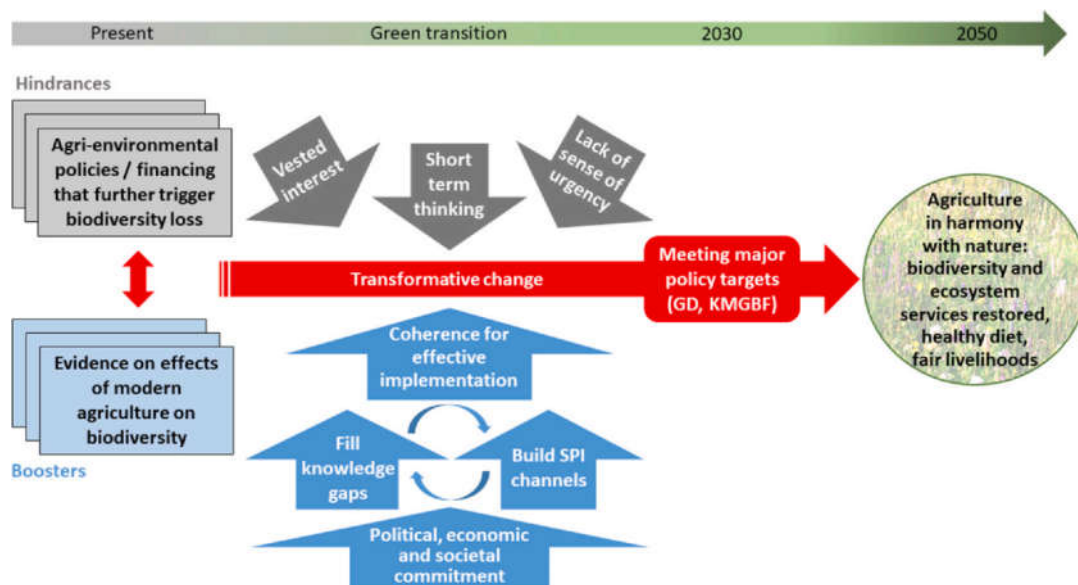 Present
Green transition
2030
2050
Hindrances
Agri-environmental
policies / financing
that further trigger
biodiversity loss
Vested
interest
Short
term
thinking
Lack of
sense of
urgency
Transformative change
Meeting major
policy targets
(GD, KMGBF)
Agriculture
in harmony
with nature:
biodiversity and
ecosystem
services restored,
healthy diet,
fair livelihoods
Evidence on effects
of modern
agriculture on
biodiversity
Boosters
Coherence for
effective
implementation
Fill
knowledge
gaps
Build SPI
channels
Political, economic
and societal
commitment